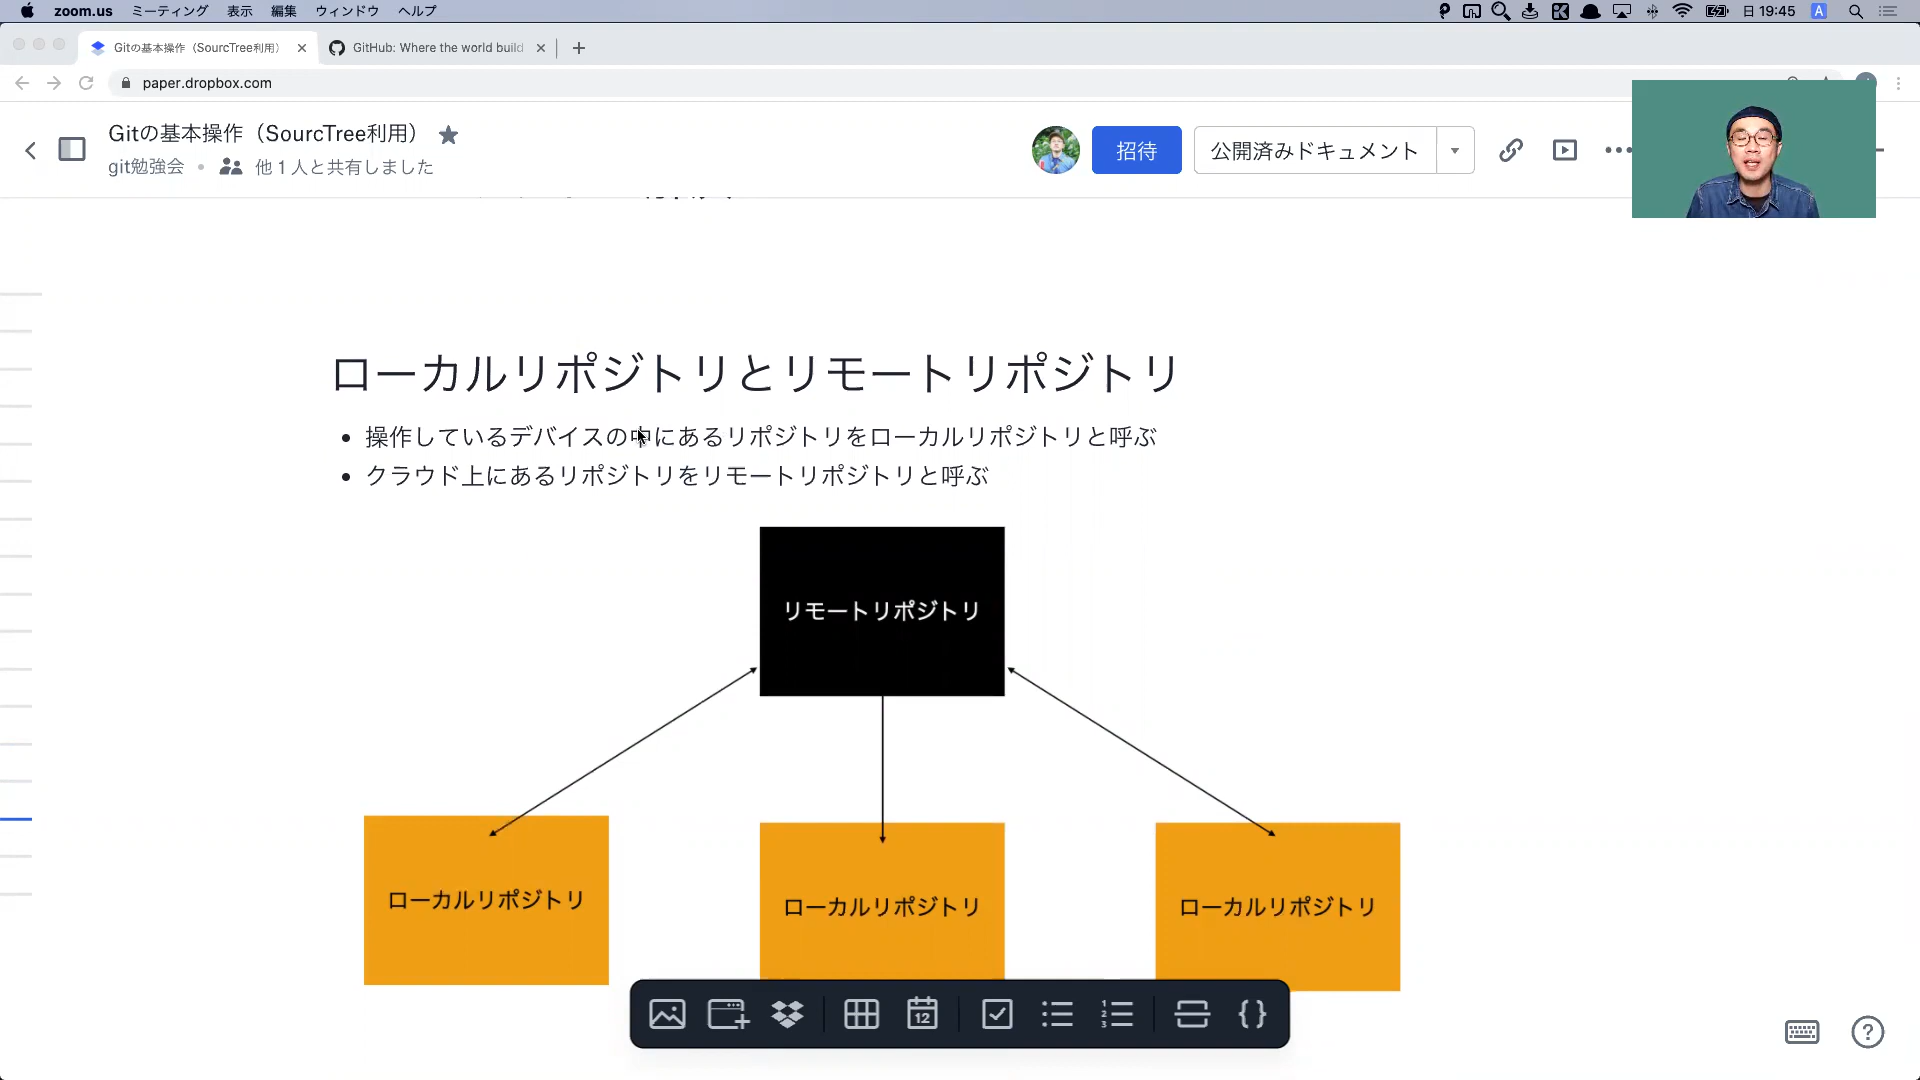 zoom.us ミーティング 表示 編集 ウィンドウ ヘルプ
日 19:45 A
Gitの基本操作（SourcTree利用）
GitHub: Where the world build
paper.dropbox.com
Gitの基本操作（SourcTree利用）
git勉強会 • 他 1 人と共有しました
招待
公開済みドキュメント
ローカルリポジトリとリモートリポジトリ
• 操作しているデバイスの中にあるリポジトリをローカルリポジトリと呼ぶ
• クラウド上にあるリポジトリをリモートリポジトリと呼ぶ
リモートリポジトリ
ローカルリポジトリ
ローカルリポジトリ
ローカルリポジトリ
12